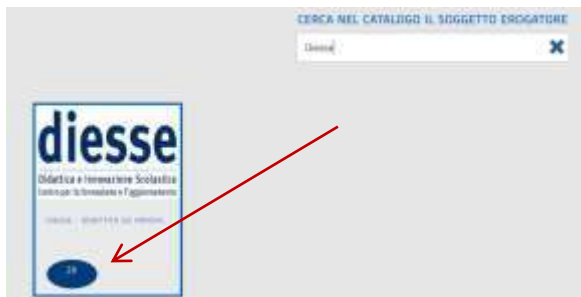 CERCA NEL CATALOGO IL SOGGETTO EROGATORE
Diesse
diesse
Didattica e Innovazione Scolastica
Centro per la formazione e l'aggiornamento